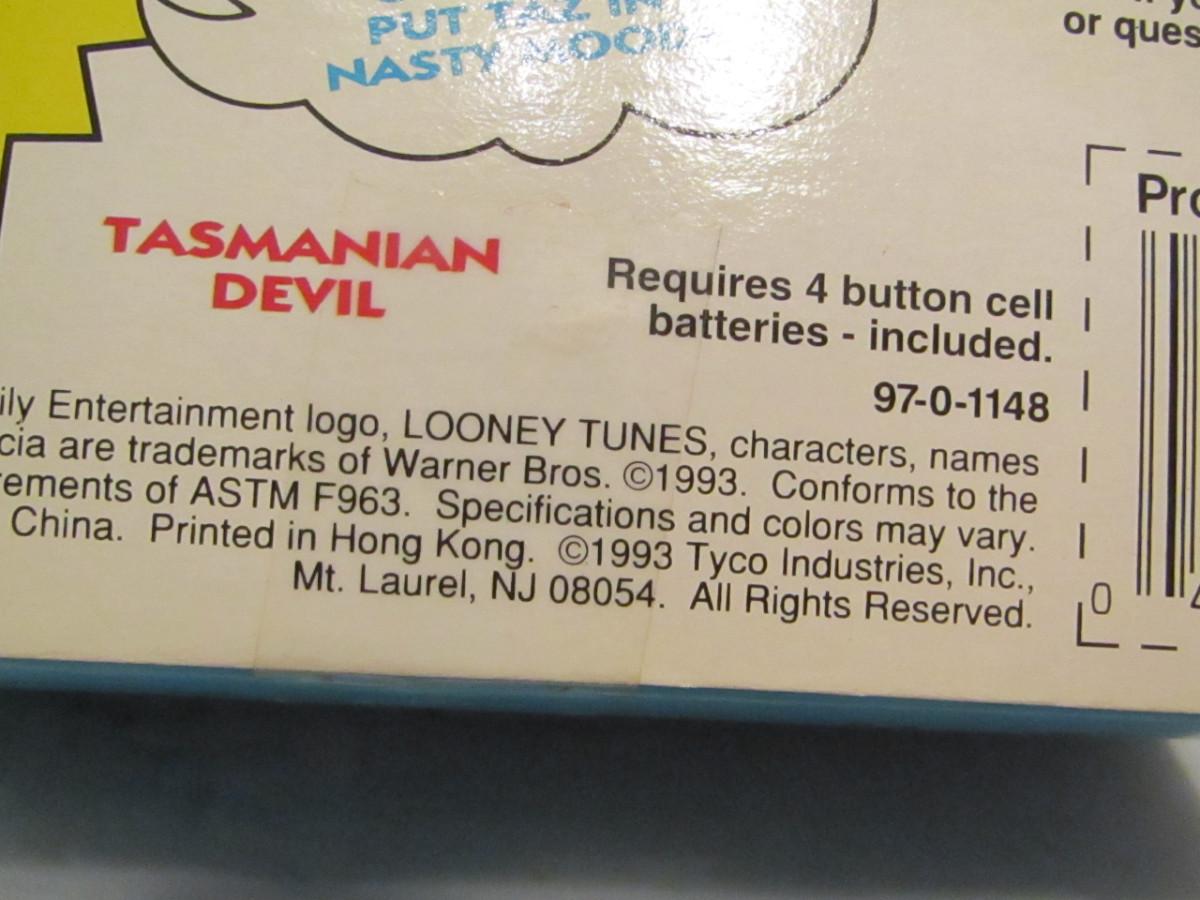 PUT TAZ IN
NASTY MOOD
or ques
TASMANIAN
DEVIL
Requires 4 button cell
batteries - included.
97-0-1148
ily Entertainment logo, LOONEY TUNES, characters, names
cia are trademarks of Warner Bros. ©1993. Conforms to the
rements of ASTM F963. Specifications and colors may vary.
China. Printed in Hong Kong. ©1993 Tyco Industries, Inc.,
Mt. Laurel, NJ 08054. All Rights Reserved.
Pro
0